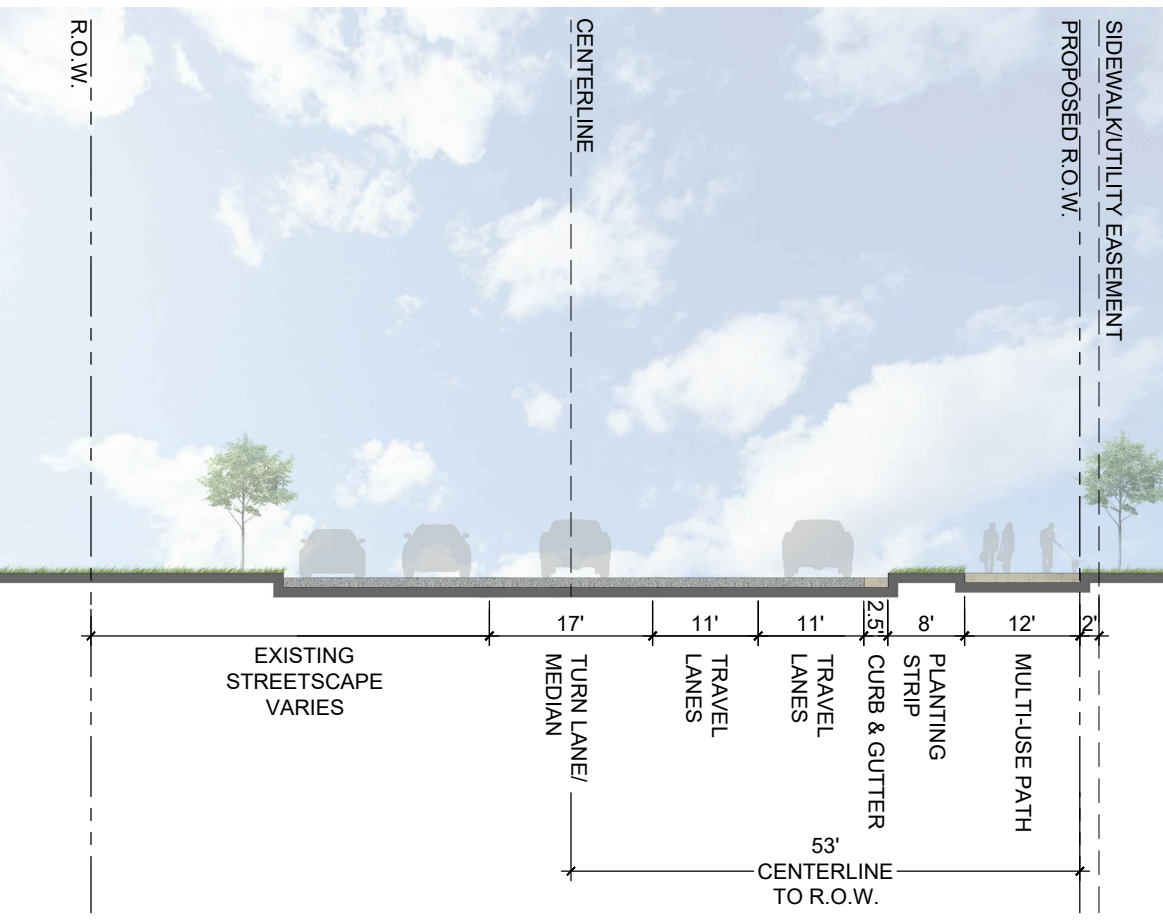 R.O.W.
CENTERLINE
PROPOSED R.O.W.
SIDEWALK/UTILITY EASEMENT
17'
11'
11'
2.5'
8'
12'
2'
EXISTING
STREETSCAPE
VARIES
TURN LANE/
MEDIAN
TRAVEL
LANES
TRAVEL
LANES
CURB & GUTTER
PLANTING
STRIP
MULTI-USE PATH
53'
CENTERLINE
TO R.O.W.